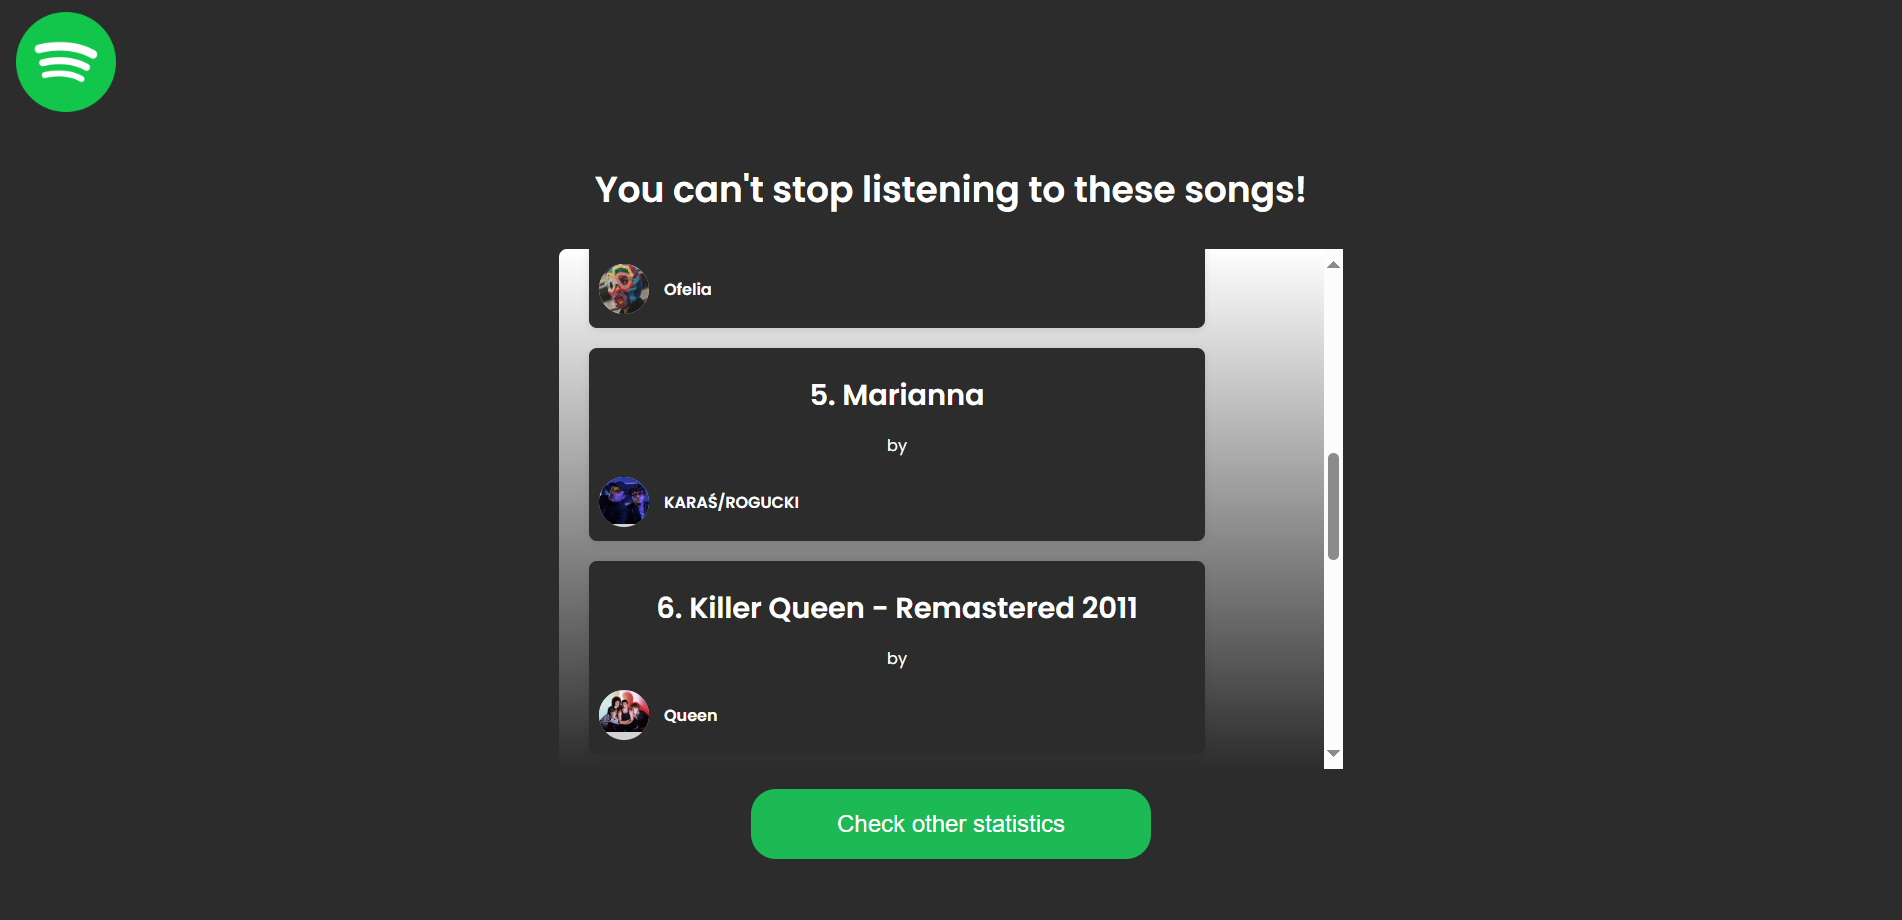 You can't stop listening to these songs!
Ofelia
5. Marianna
by
KARAŚ/ROGUCKI
6. Killer Queen - Remastered 2011
by
Queen
Check other statistics